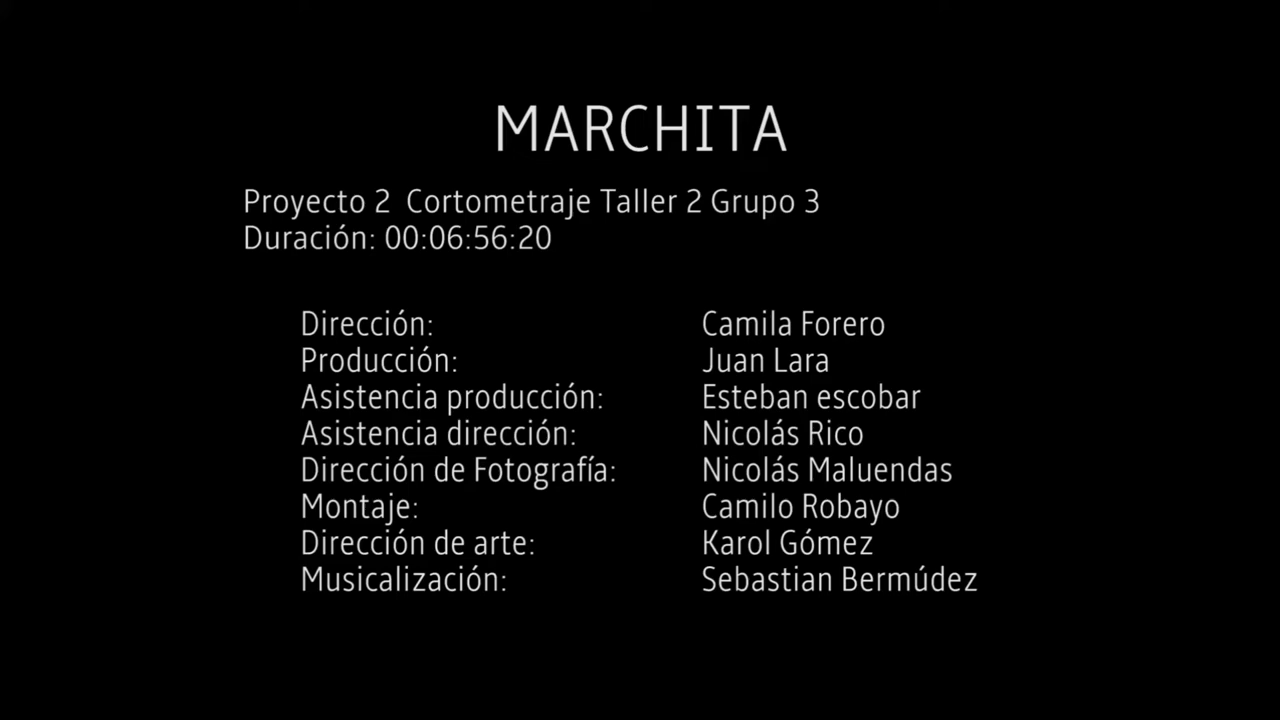 MARCHITA
Proyecto 2  Cortometraje Taller 2 Grupo 3
Duración: 00:06:56:20
Dirección: Camila Forero
Producción: Juan Lara
Asistencia producción: Esteban escobar
Asistencia dirección: Nicolás Rico
Dirección de Fotografía: Nicolás Maluendas
Montaje: Camilo Robayo
Dirección de arte: Karol Gómez
Musicalización: Sebastian Bermúdez